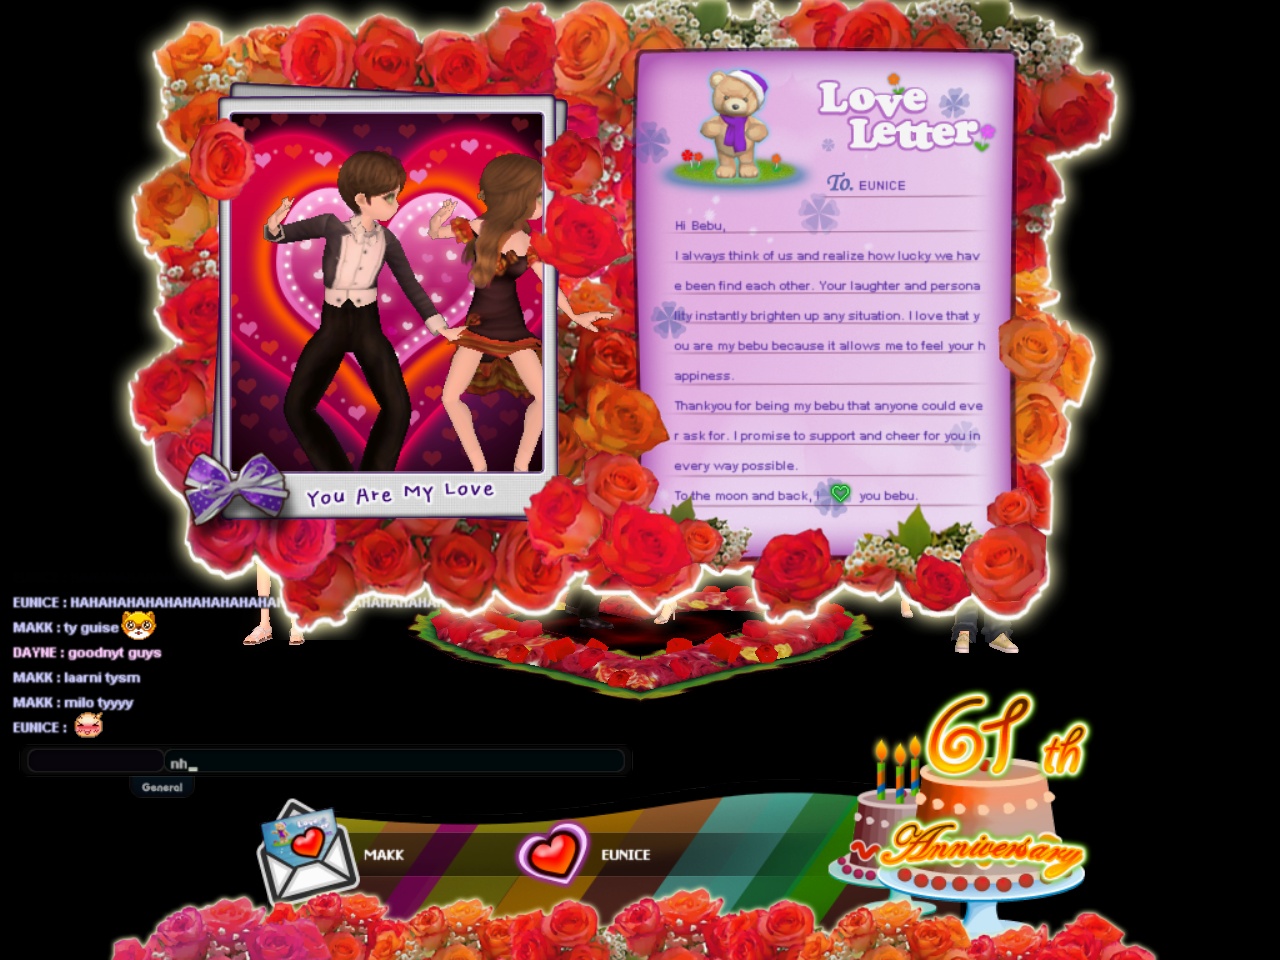 Love
Letter
To. EUNICE
Hi Bebu,
I always think of us and realize how lucky we hav
e been find each other. Your laughter and persona
lity instantly brighten up any situation. I love that y
ou are my bebu because it allows me to feel your h
appiness.
Thankyou for being my bebu that anyone could eve
r ask for. I promise to support and cheer for you in
every way possible.
To the moon and back, I you bebu.
You Are My Love
EUNICE : HAHAHAHAHAHAHAHAHAHAHA AHAHAHAHAHA
MAKK : ty guise
DAYNE : goodnyt guys
MAKK : laarni tysm
MAKK : milo tyyyy
EUNICE :
nh_
General
61th
Anniversary
MAKK
EUNICE